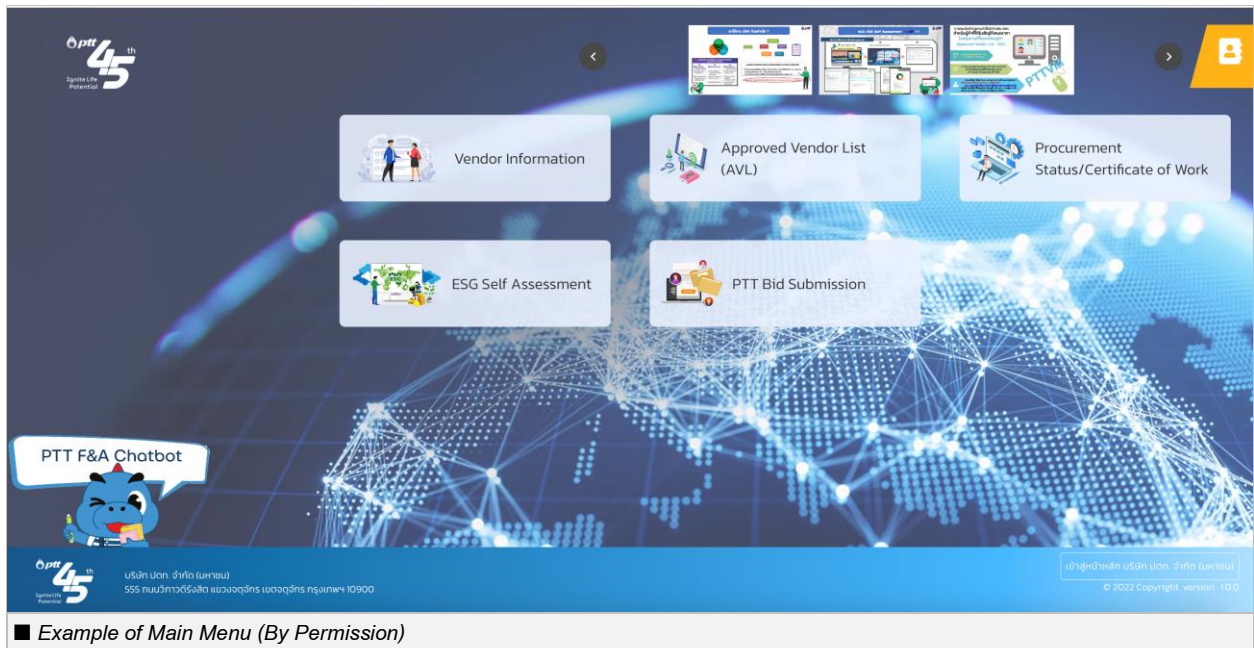 ptt
45 th
Ignite Life
Potential
PTTVM
Vendor Information
Approved Vendor List
(AVL)
Procurement
Status/Certificate of Work
ESG Self Assessment
PTT Bid Submission
PTT F&A Chatbot
ptt
45 th
Ignite Life
Potential
บริษัท ปตท. จำกัด (มหาชน)
555 ถนนวิภาวดีรังสิต แขวงจตุจักร เขตจตุจักร กรุงเทพฯ 10900
เข้าสู่หน้าหลัก บริษัท ปตท. จำกัด (มหาชน)
© 2022 Copyright. version : 1.0.0
■ Example of Main Menu (By Permission)